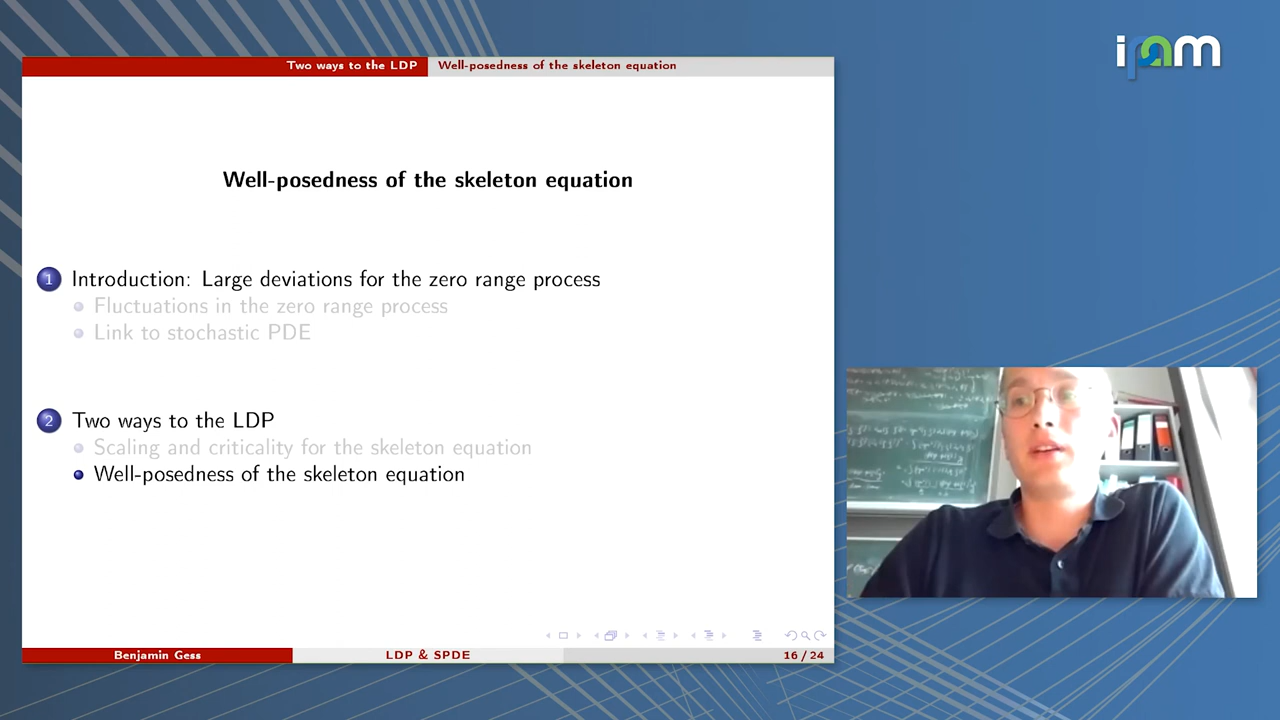 ipam
Two ways to the LDP Well-posedness of the skeleton equation
Well-posedness of the skeleton equation
1 Introduction: Large deviations for the zero range process
Fluctuations in the zero range process
Link to stochastic PDE
2 Two ways to the LDP
Scaling and criticality for the skeleton equation
Well-posedness of the skeleton equation
Benjamin Gess LDP & SPDE 16 / 24